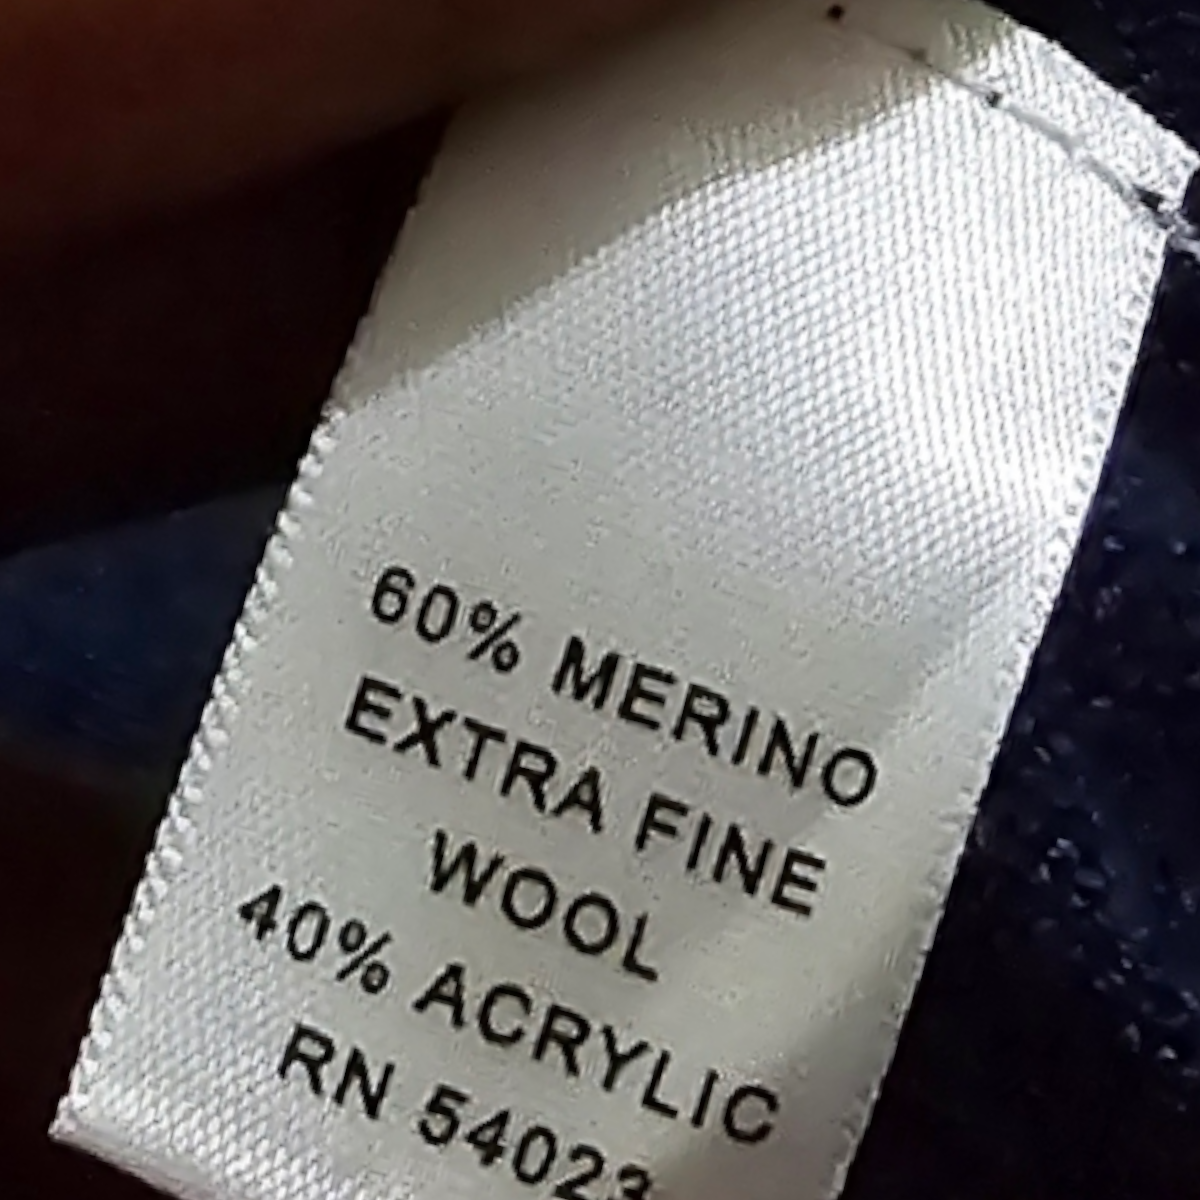 60% MERINO
EXTRA FINE
WOOL
40% ACRYLIC
RN 54023